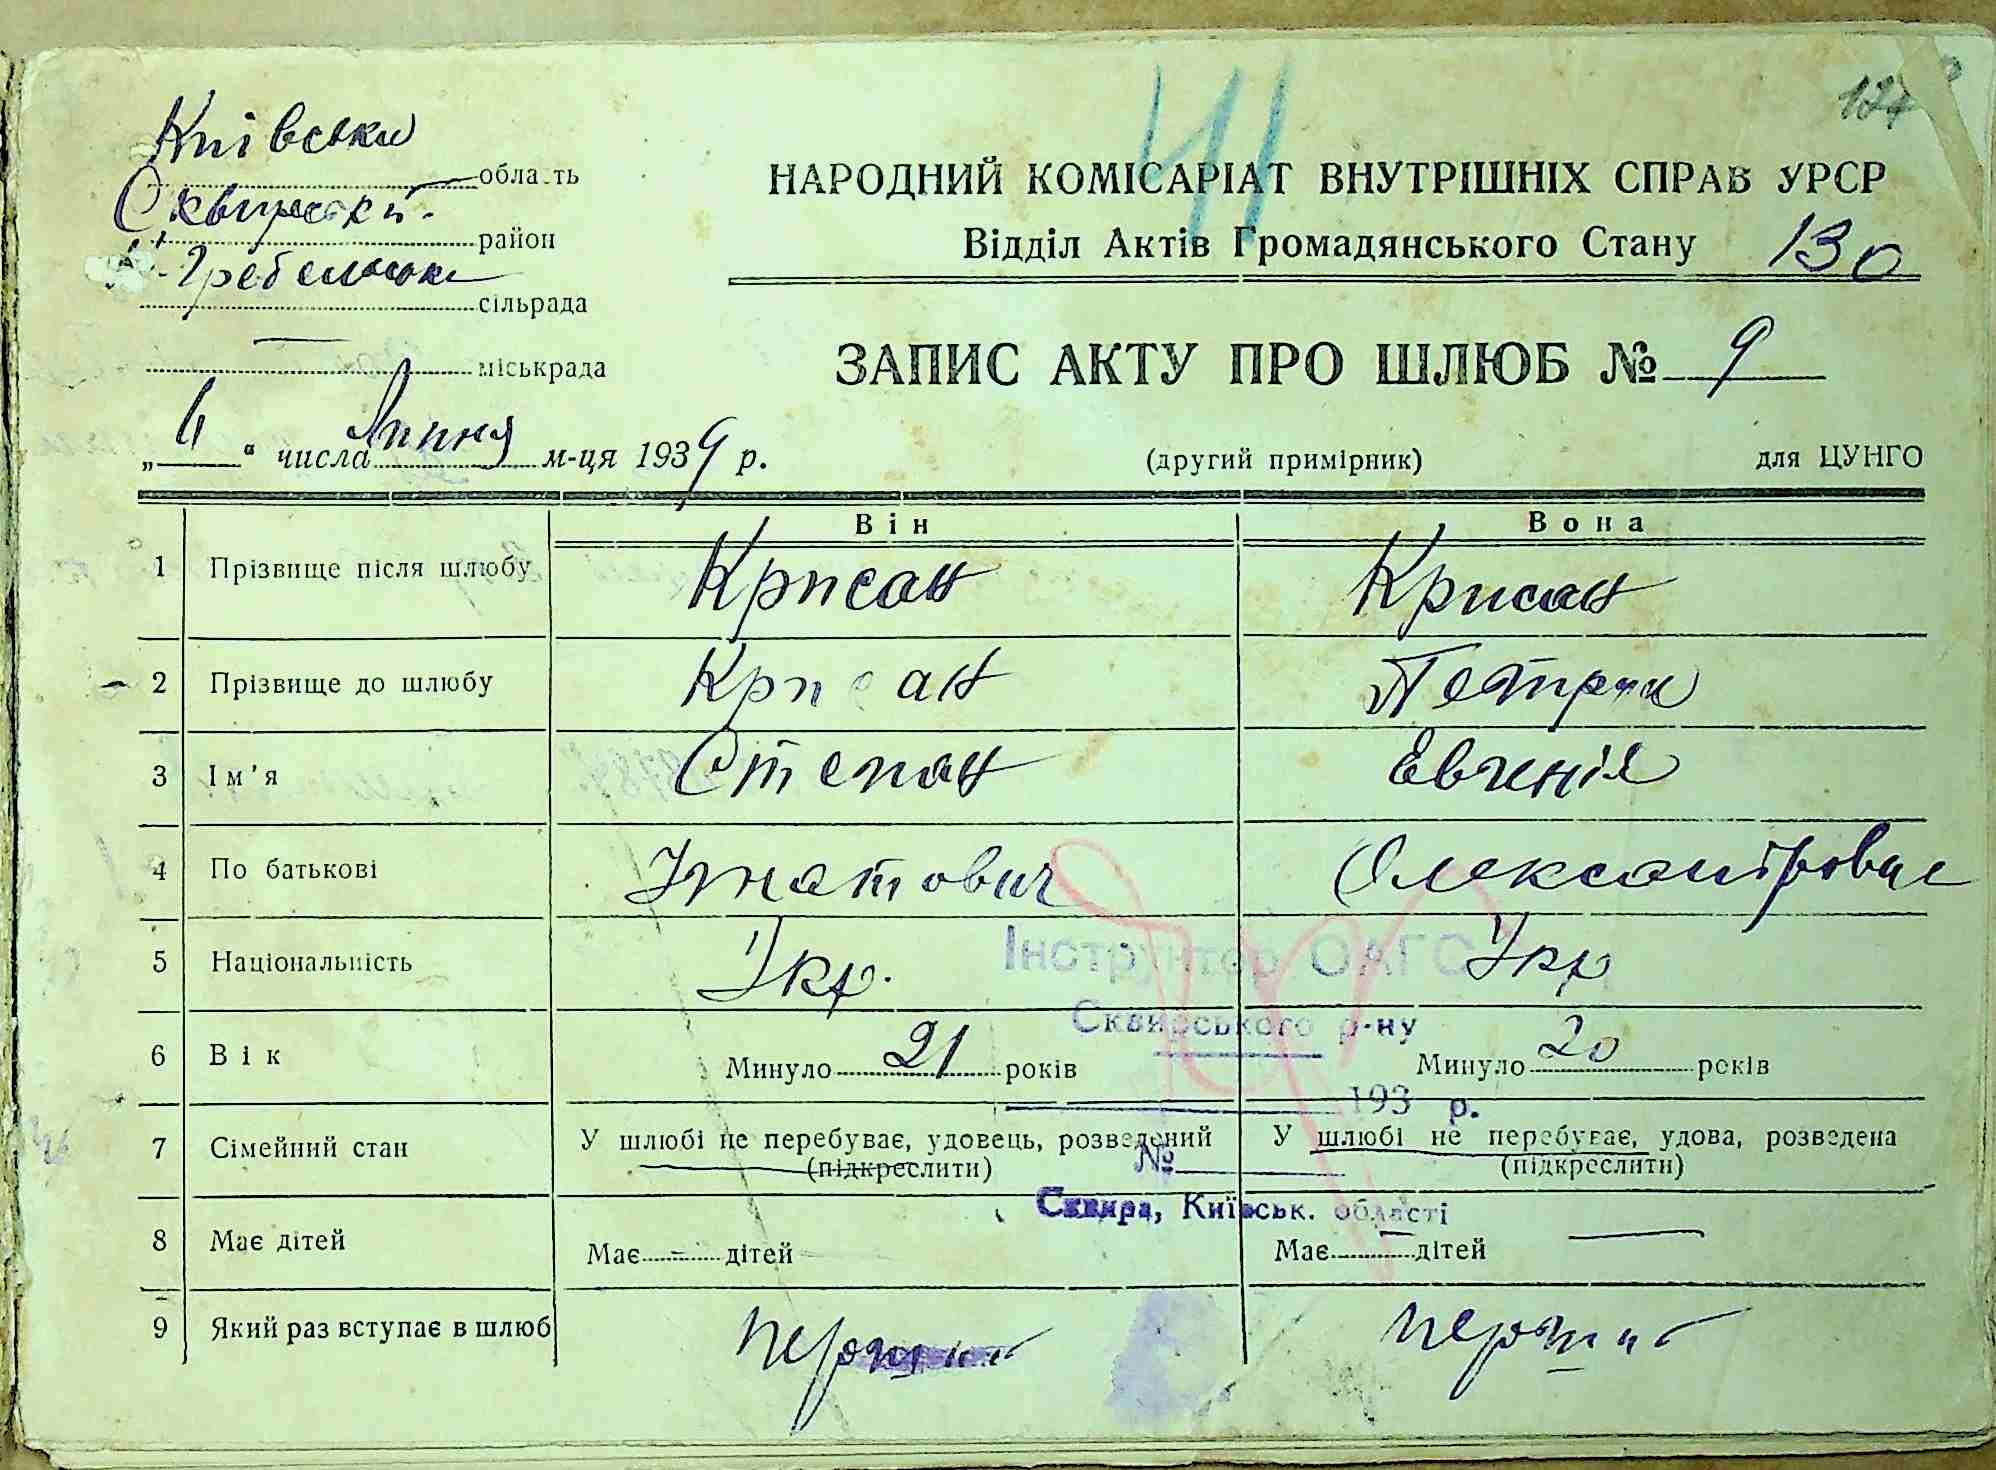 41
127
Київська
область
НАРОДНИЙ КОМІСАРІАТ ВНУТРІШНІХ СПРАВ УРСР
Сквирський
район
Відділ Актів Громадянського Стану 130
Гребельська
сільрада
ЗАПИС АКТУ ПРО ШЛЮБ № 9
міськрада
" числа Липня м-ця 1939 р.
(другий примірник) для ЦУНГО
Він Вона
1 Прізвище після шлюбу Крисан Крисан
2 Прізвище до шлюбу Крисан Петрук
3 Ім'я Степан Евгенія
4 По батькові Ігнатович Олександровна
5 Національність Укр. Укр
Інструктор ОАГС
Сквирського р-ну
6 Вік Минуло 21 років Минуло 20 років
193 р.
7 Сімейний стан У шлюбі не перебуває, удовець, розведений У шлюбі не перебуває, удова, розведена
(підкреслити) (підкреслити)
№
Сквира, Київськ. області
8 Має дітей Має — дітей Має — дітей —
9 Який раз вступає в шлюб перший перший